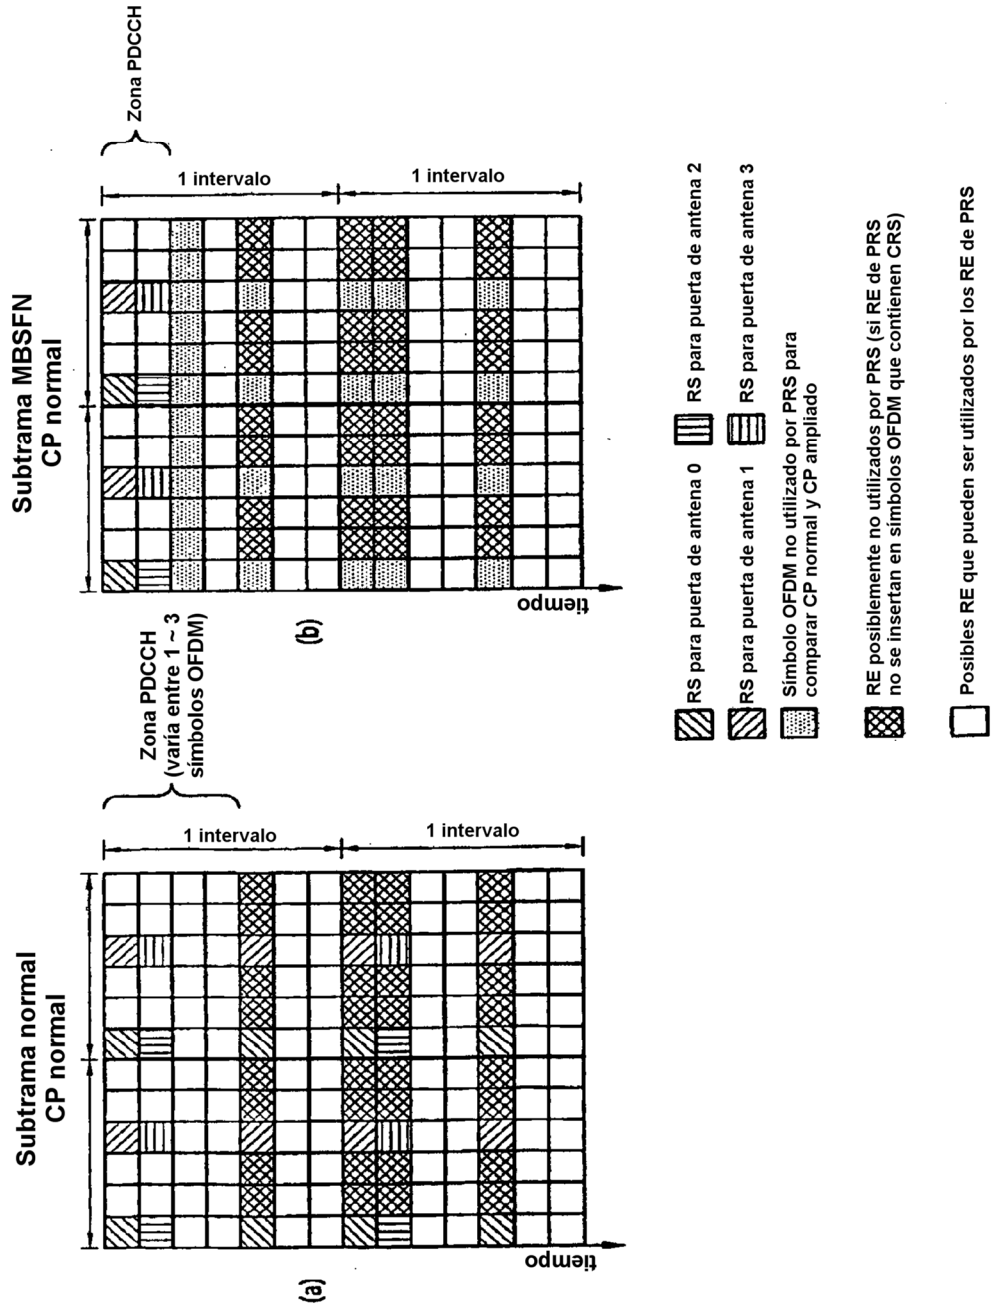 Subtrama normal
CP normal
Zona PDCCH
(varía entre 1 ~ 3
símbolos OFDM)
1 intervalo
1 intervalo
tiempo
(a)
Subtrama MBSFN
CP normal
Zona PDCCH
1 intervalo
1 intervalo
tiempo
(b)
RS para puerta de antena 0
RS para puerta de antena 2
RS para puerta de antena 1
RS para puerta de antena 3
Símbolo OFDM no utilizado por PRS para
comparar CP normal y CP ampliado
RE posiblemente no utilizados por PRS (si RE de PRS
no se insertan en símbolos OFDM que contienen CRS)
Posibles RE que pueden ser utilizados por los RE de PRS